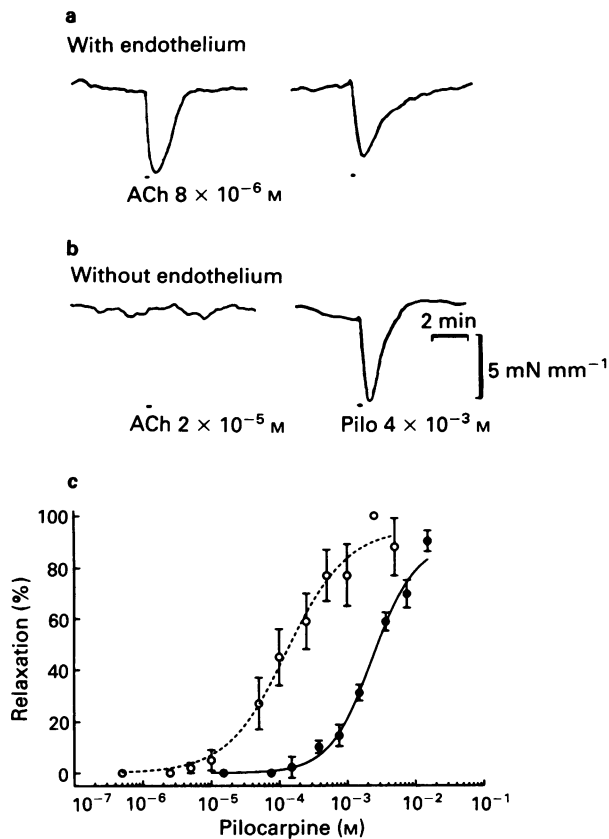 a
With endothelium
ACh 8 × 10⁻⁶ M
b
Without endothelium
2 min
5 mN mm⁻¹
ACh 2 × 10⁻⁵ M
Pilo 4 × 10⁻³ M
c
100
80
60
40
20
0
Relaxation (%)
10⁻⁷ 10⁻⁶ 10⁻⁵ 10⁻⁴ 10⁻³ 10⁻² 10⁻¹
Pilocarpine (M)